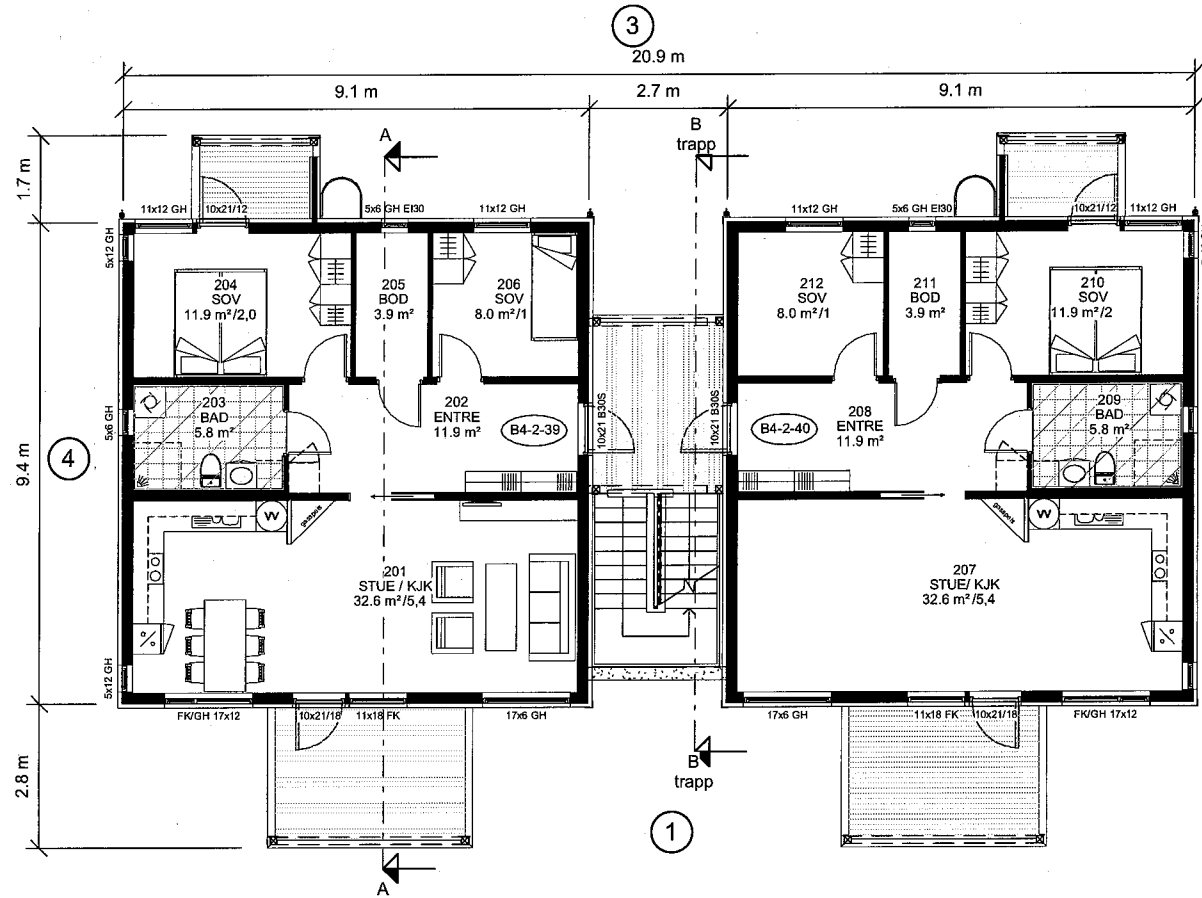 3
20.9 m
9.1 m
2.7 m
9.1 m
A
B
trapp
1.7 m
11x12 GH
10x21/12
5x6 GH EI30
11x12 GH
11x12 GH
5x6 GH EI30
10x21/12
11x12 GH
5x12 GH
204
SOV
11.9 m²/2,0
205
BOD
3.9 m²
206
SOV
8.0 m²/1
212
SOV
8.0 m²/1
211
BOD
3.9 m²
210
SOV
11.9 m²/2
203
BAD
5.8 m²
202
ENTRE
11.9 m²
B4-2-39
10x21 B30S
10x21 B30S
B4-2-40
208
ENTRE
11.9 m²
209
BAD
5.8 m²
5x6 GH
4
9.4 m
VV
gasspeis
gasspeis
VV
201
STUE / KJK
32.6 m²/5,4
207
STUE/ KJK
32.6 m²/5,4
%
%
5x12 GH
FK/GH 17x12
10x21/18
11x18 FK
17x6 GH
17x6 GH
11x18 FK
10x21/18
FK/GH 17x12
2.8 m
B
trapp
1
A